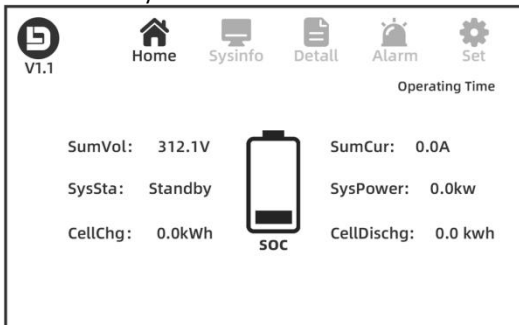 V1.1
Home Sysinfo Detall Alarm Set
Operating Time
SumVol: 312.1V SumCur: 0.0A
SysSta: Standby SysPower: 0.0kw
CellChg: 0.0kWh CellDischg: 0.0 kwh
SOC